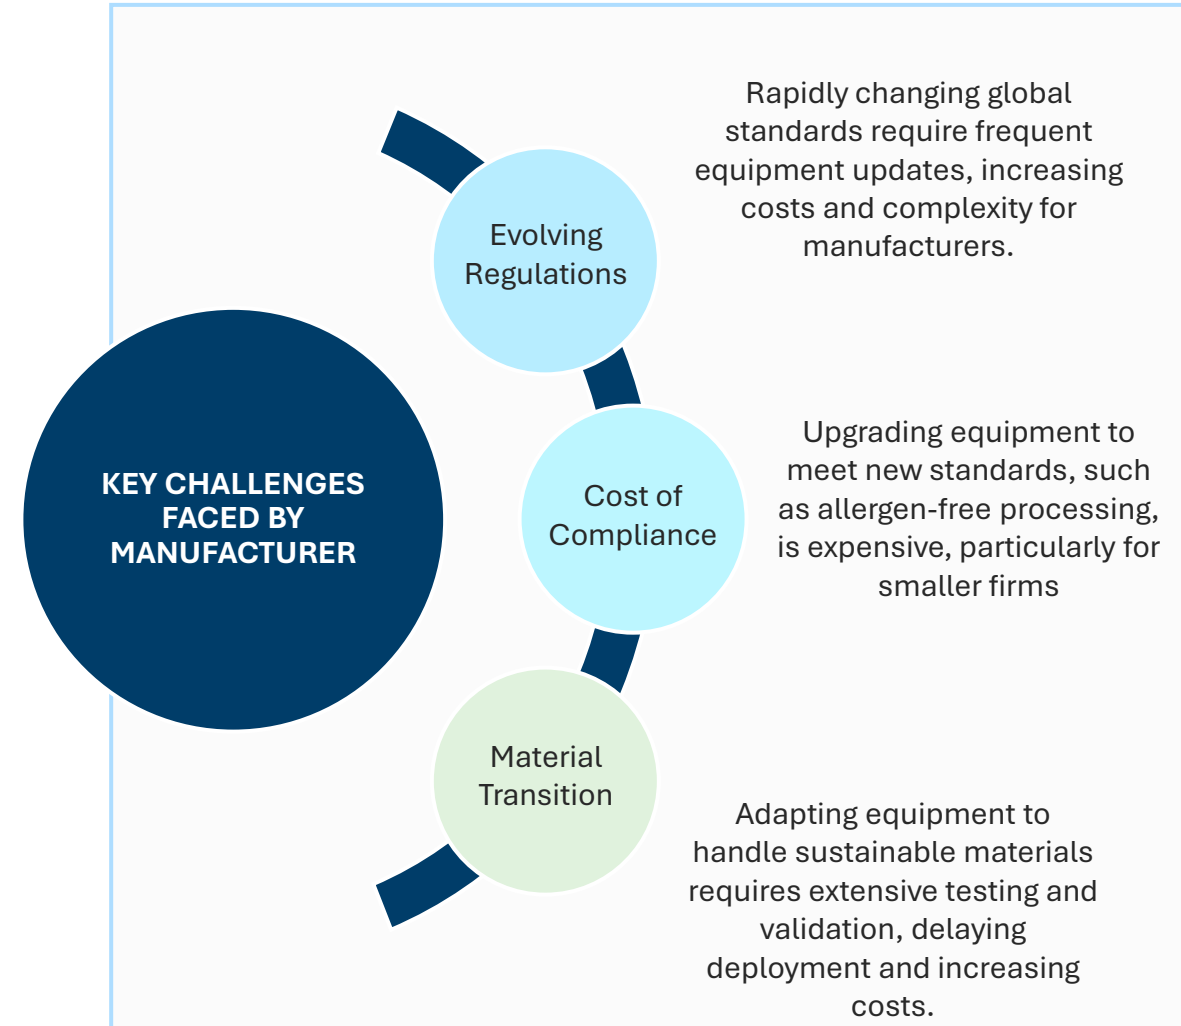 KEY CHALLENGES
FACED BY
MANUFACTURER
Evolving
Regulations
Rapidly changing global
standards require frequent
equipment updates, increasing
costs and complexity for
manufacturers.
Cost of
Compliance
Upgrading equipment to
meet new standards, such
as allergen-free processing,
is expensive, particularly for
smaller firms
Material
Transition
Adapting equipment to
handle sustainable materials
requires extensive testing and
validation, delaying
deployment and increasing
costs.